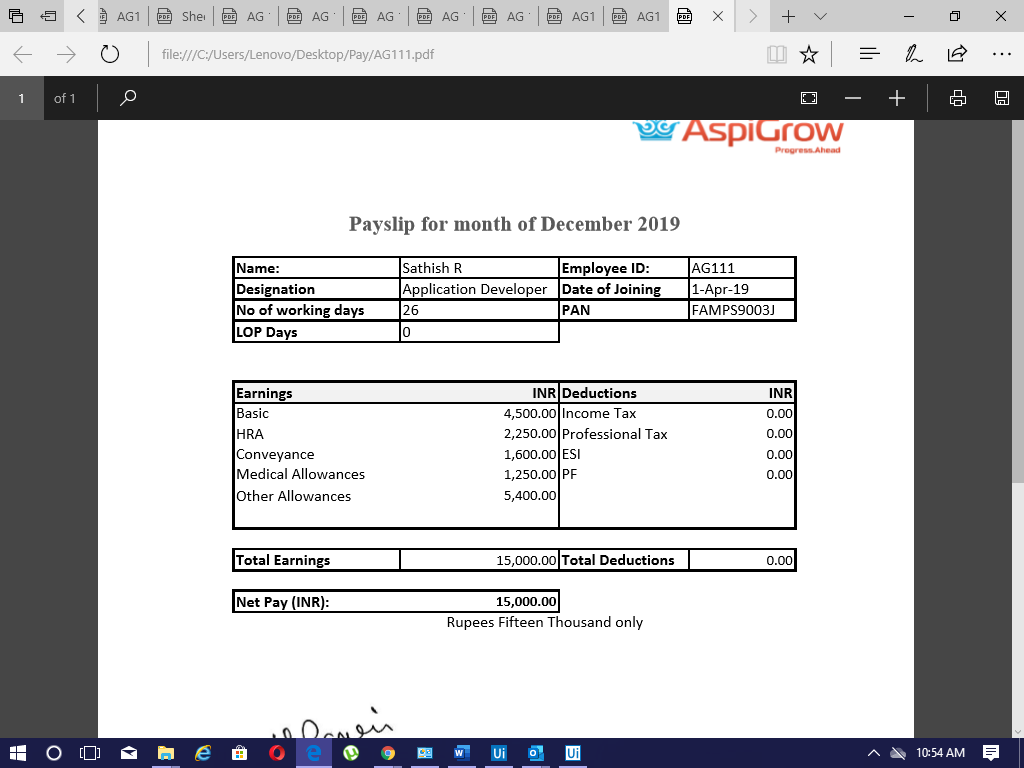 AG1 She AG AG AG AG AG AG1 AG1
file:///C:/Users/Lenovo/Desktop/Pay/AG111.pdf
1 of 1
AspiGrow
Progress.Ahead
Payslip for month of December 2019
Name: Sathish R Employee ID: AG111
Designation Application Developer Date of Joining 1-Apr-19
No of working days 26 PAN FAMPS9003J
LOP Days 0
Earnings INR Deductions INR
Basic 4,500.00 Income Tax 0.00
HRA 2,250.00 Professional Tax 0.00
Conveyance 1,600.00 ESI 0.00
Medical Allowances 1,250.00 PF 0.00
Other Allowances 5,400.00
Total Earnings 15,000.00 Total Deductions 0.00
Net Pay (INR): 15,000.00
Rupees Fifteen Thousand only
10:54 AM